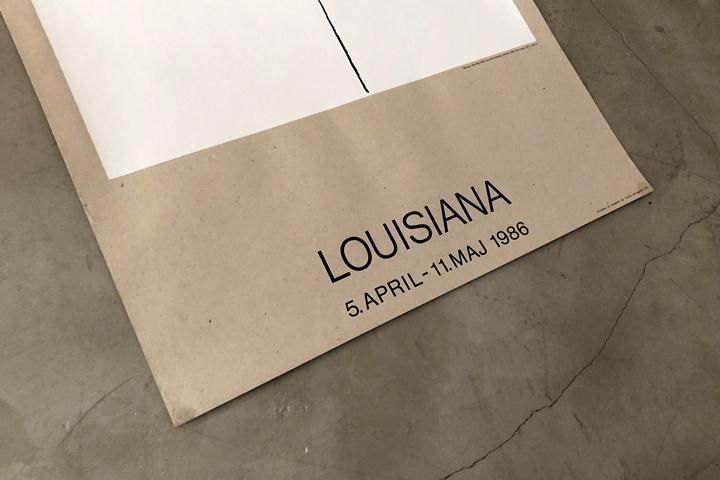 LOUISIANA
5. APRIL - 11. MAJ 1986